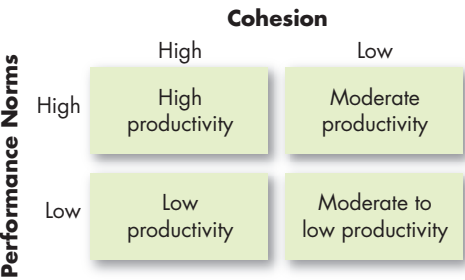 Cohesion
High Low
Performance Norms
High
High
productivity
Moderate
productivity
Low
Low
productivity
Moderate to
low productivity